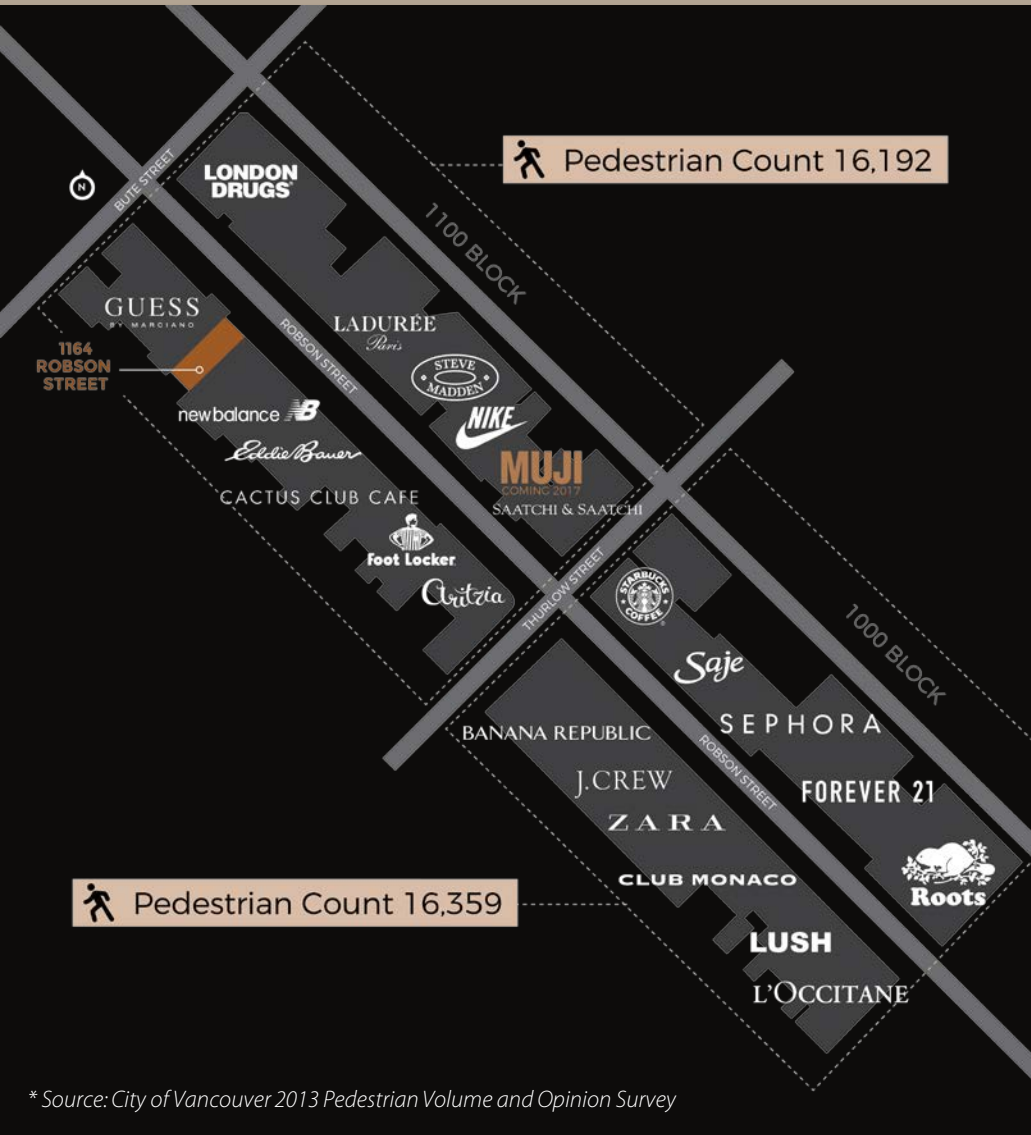 Pedestrian Count 16,192
BUTE STREET
N
LONDON
DRUGS
1100 BLOCK
GUESS
BY MARCIANO
1164
ROBSON
STREET
ROBSON STREET
LADURÉE
Paris
STEVE
MADDEN
NIKE
MUJI
COMING 2017
SAATCHI & SAATCHI
new balance NB
Eddie Bauer
CACTUS CLUB CAFE
Foot Locker
aritzia
THURLOW STREET
STARBUCKS
COFFEE
Saje
1000 BLOCK
SEPHORA
BANANA REPUBLIC
ROBSON STREET
J.CREW
FOREVER 21
ZARA
CLUB MONACO
Roots
Pedestrian Count 16,359
LUSH
L'OCCITANE
* Source: City of Vancouver 2013 Pedestrian Volume and Opinion Survey